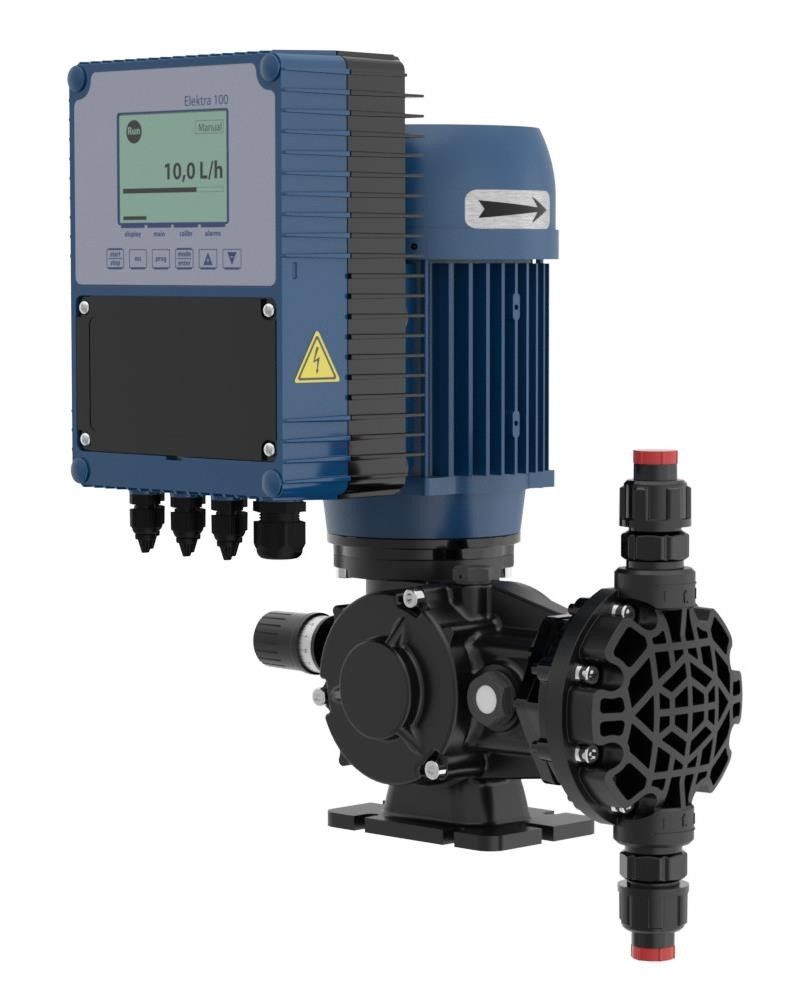 Elektra 100
Run
Manual
10,0 L/h
display main calibr alarms
start stop esc prog mode enter